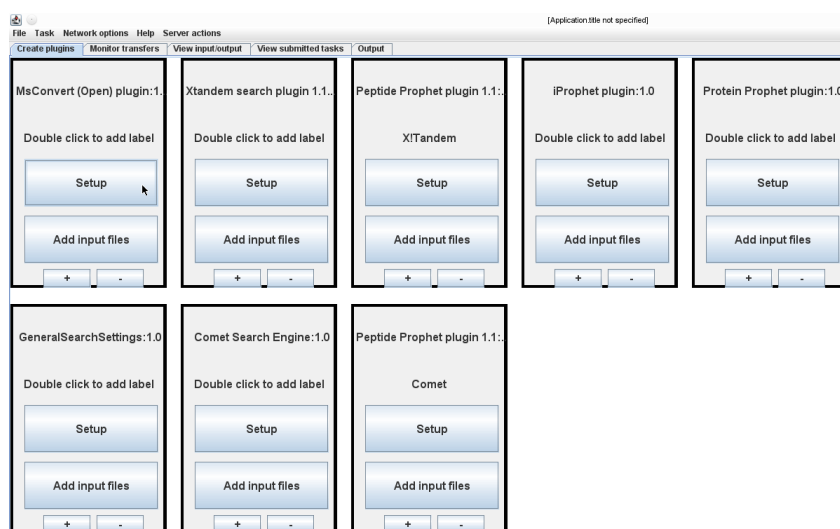 [Application.title not specified]
File Task Network options Help Server actions
Create plugins Monitor transfers View input/output View submitted tasks Output
MsConvert (Open) plugin:1. Xtandem search plugin 1.1.. Peptide Prophet plugin 1.1:.. iProphet plugin:1.0 Protein Prophet plugin:1.0
Double click to add label Double click to add label X!Tandem Double click to add label Double click to add label
Setup Setup Setup Setup Setup
Add input files Add input files Add input files Add input files Add input files
+ - + - + - + - + -
GeneralSearchSettings:1.0 Comet Search Engine:1.0 Peptide Prophet plugin 1.1:..
Double click to add label Double click to add label Comet
Setup Setup Setup
Add input files Add input files Add input files
+ - + - + -